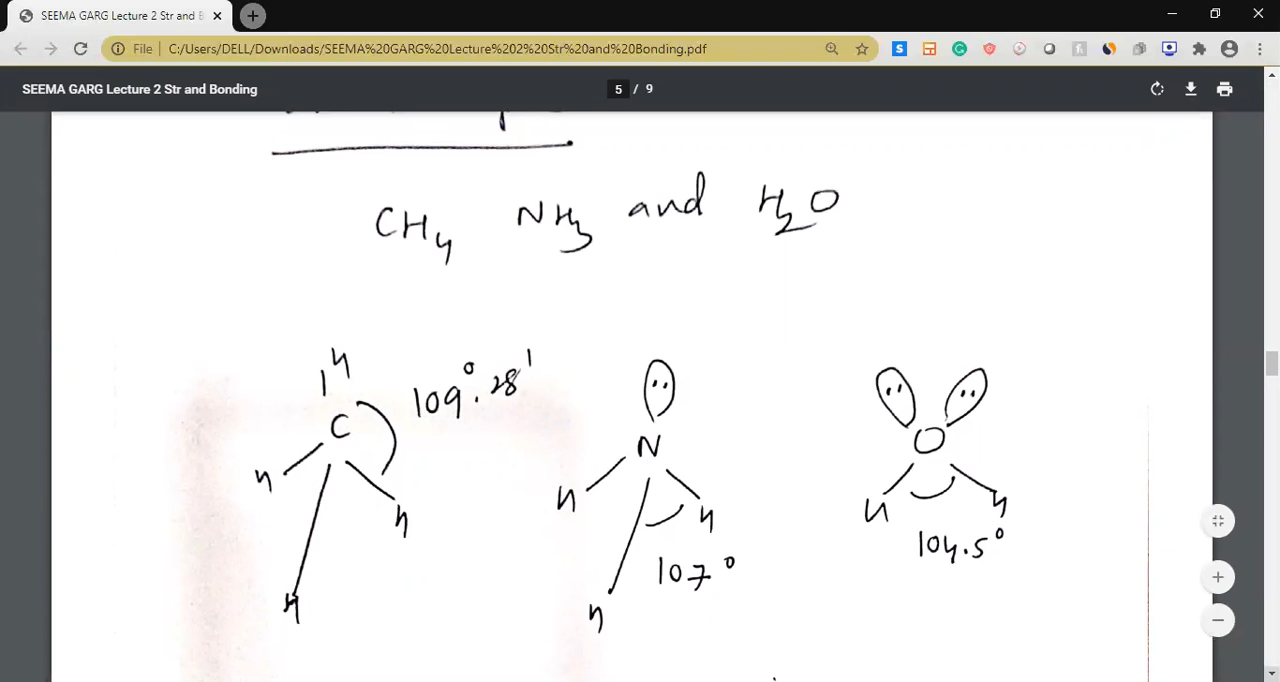 SEEMA GARG Lecture 2 Str and B
File C:/Users/DELL/Downloads/SEEMA%20GARG%20Lecture%202%20Str%20and%20Bonding.pdf
SEEMA GARG Lecture 2 Str and Bonding
5 / 9
CH4 NH3 and H2O
H
C
109°.28'
H
H
H
N
H
H
107°
H
O
H
H
104.5°